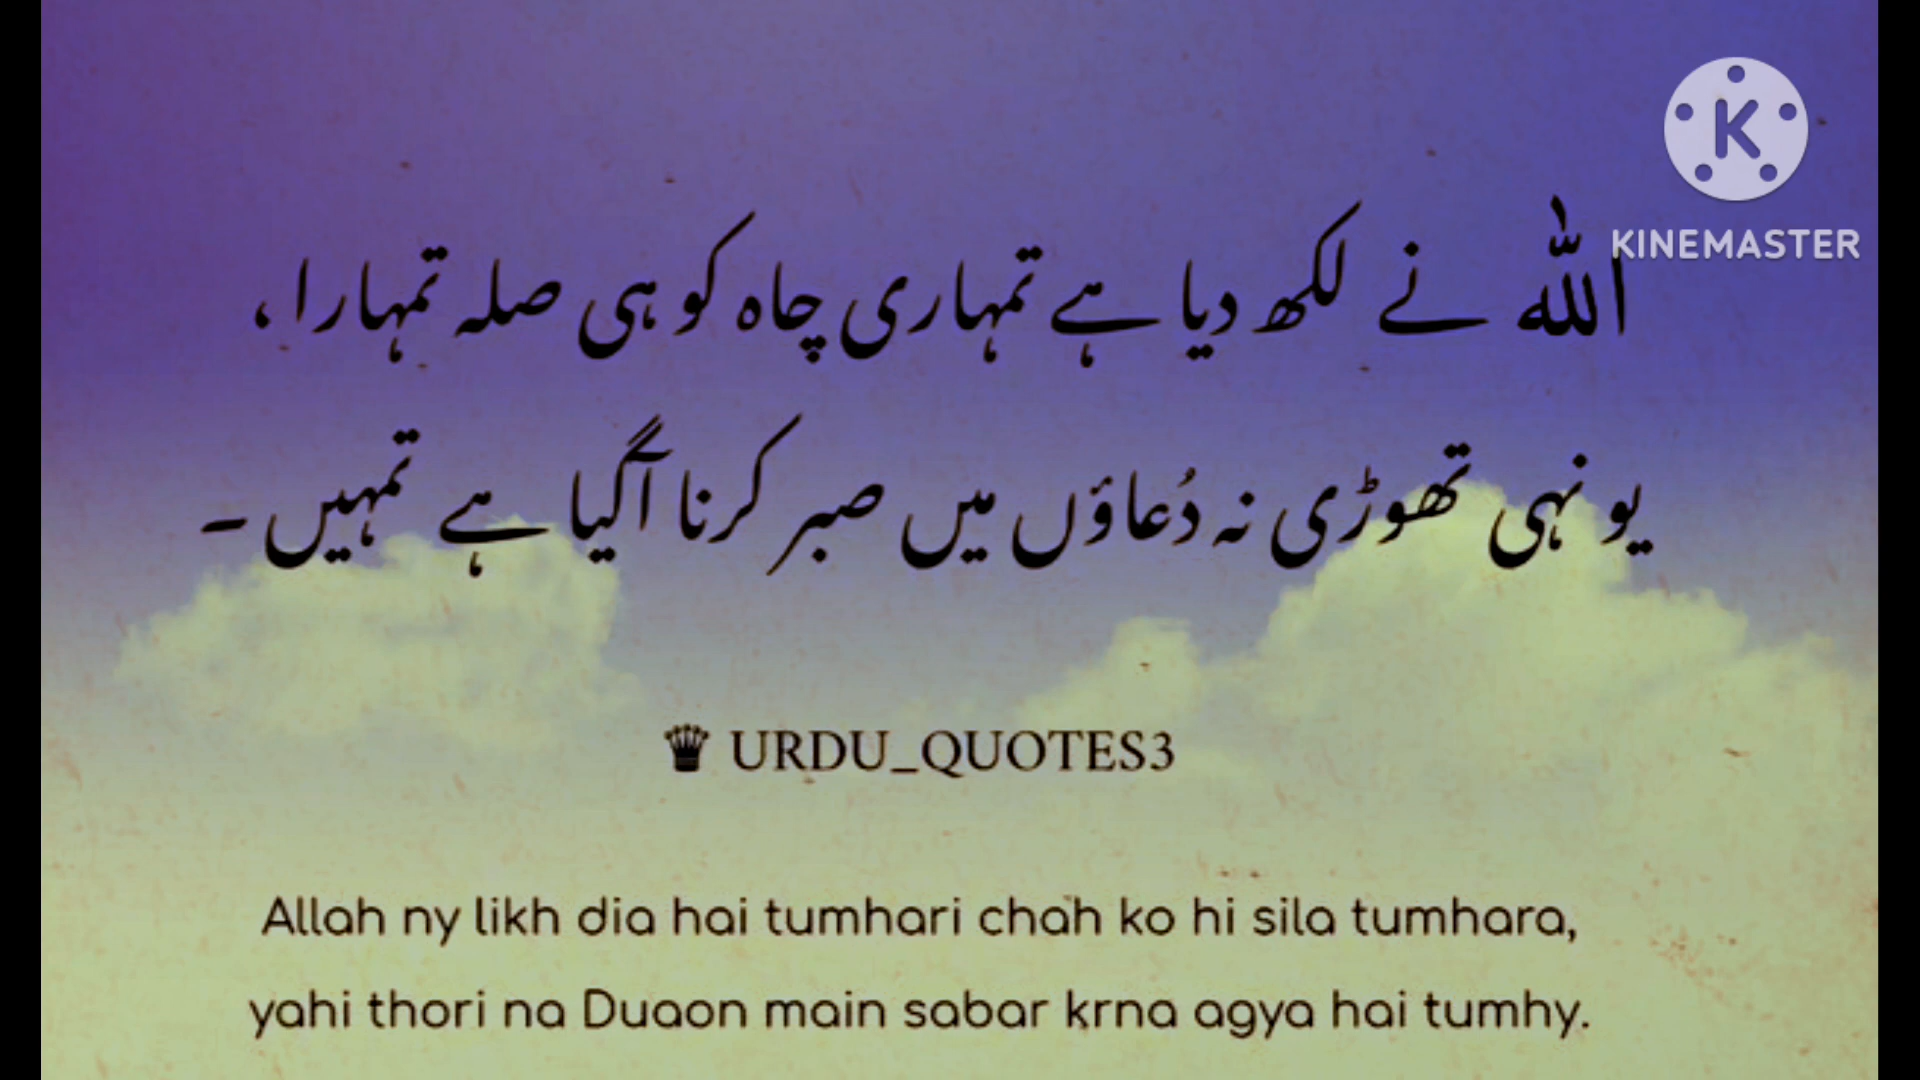 KINEMASTER
اللہ نے لکھ دیا ہے تمہاری چاہ کو ہی صلہ تمہارا،
یونہی تھوڑی نہ دُعاؤں میں صبر کرنا آگیا ہے تمہیں ۔
URDU_QUOTES3
Allah ny likh dia hai tumhari chah ko hi sila tumhara,
yahi thori na Duaon main sabar krna agya hai tumhy.